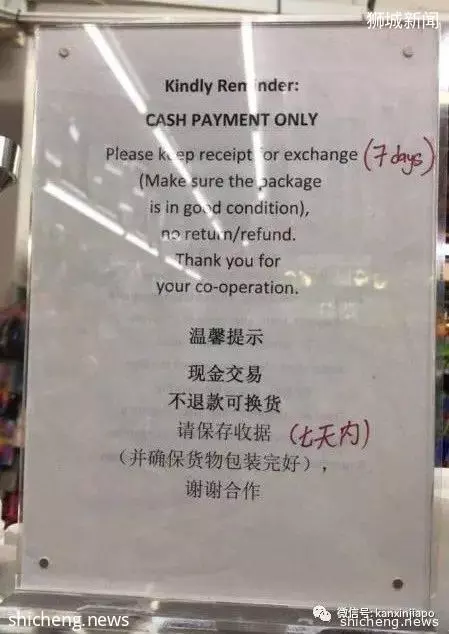 狮城新闻
Kindly Reminder:
CASH PAYMENT ONLY
Please keep receipt for exchange (7 days)
(Make sure the package
is in good condition),
no return/refund.
Thank you for
your co-operation.
温馨提示
现金交易
不退款可换货
请保存收据 (七天内)
(并确保货物包装完好),
谢谢合作
微信号: kanxinjiapo
shicheng.news
shicheng.news